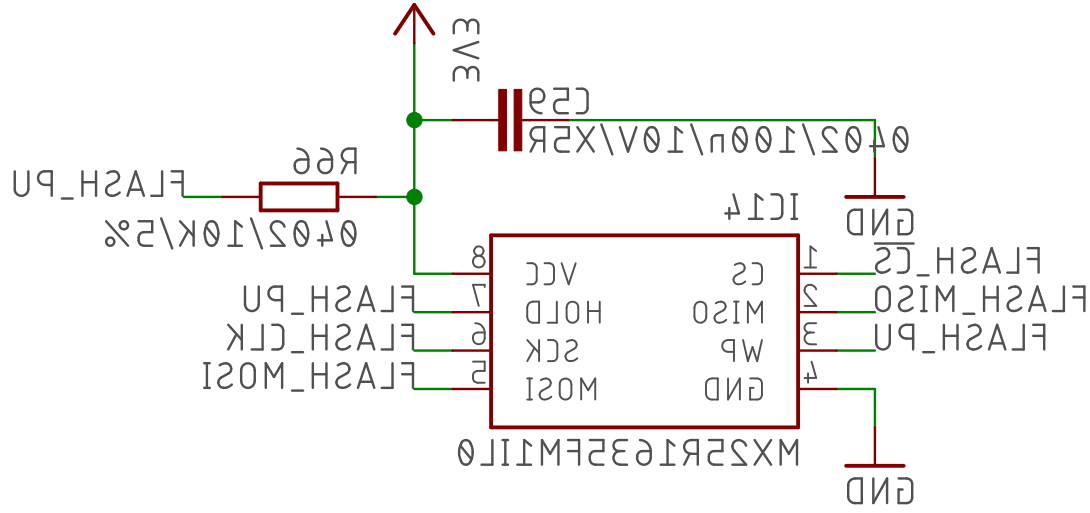 3V3
C59
0402/100n/10V/X5R
R66
FLASH_PU
0402/10K/5%
GND
IC14
FLASH_CS
1
CS
VCC
8
FLASH_MISO
2
MISO
HOLD
7
FLASH_PU
FLASH_PU
3
WP
SCK
6
FLASH_CLK
4
GND
MOSI
5
FLASH_MOSI
MX25R1635FM1IL0
GND